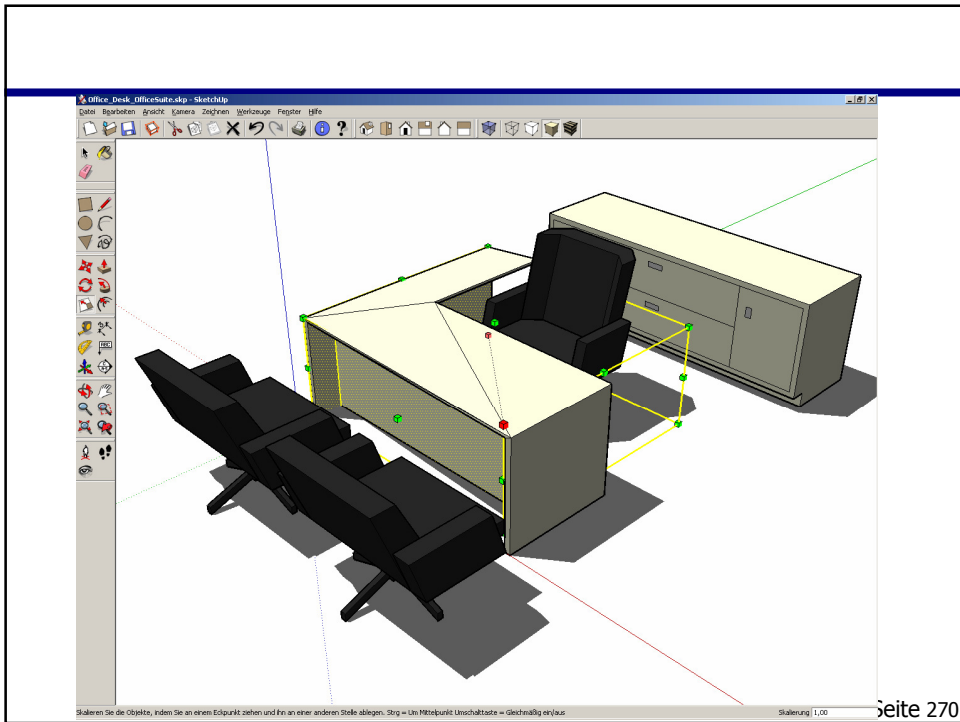 Office_Desk_OfficeSuite.skp - SketchUp
Datei Bearbeiten Ansicht Kamera Zeichnen Werkzeuge Fenster Hilfe
ABC
Skalieren Sie die Objekte, indem Sie an einem Eckpunkt ziehen und ihn an einer anderen Stelle ablegen. Strg = Um Mittelpunkt Umschalttaste = Gleichmäßig ein/aus
Skalierung 1,00
Seite 270